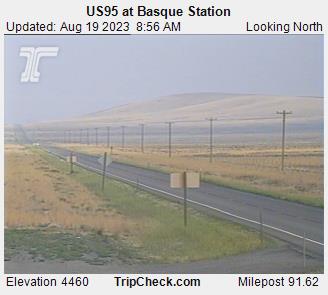 US95 at Basque Station
Updated: Aug 19 2023 8:56 AM Looking North
Elevation 4460 TripCheck.com Milepost 91.62